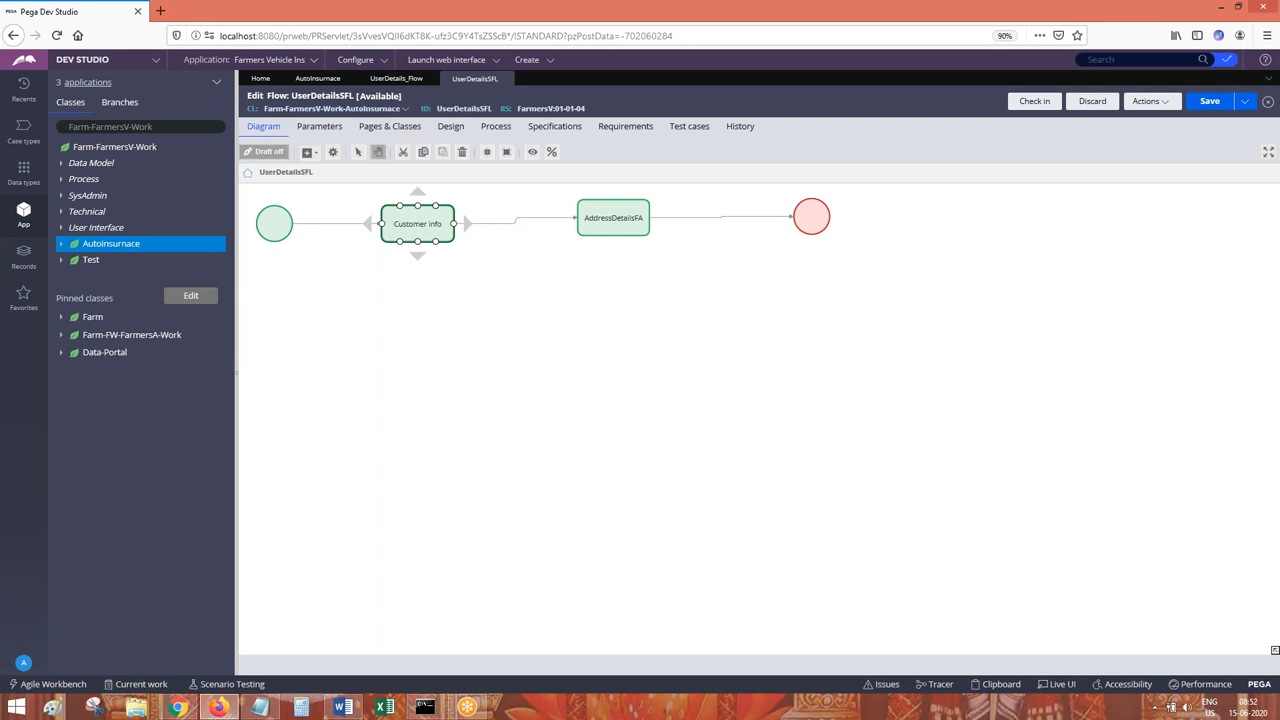 PEGA Pega Dev Studio
localhost:8080/prweb/PRServlet/3sVvesVQII6dKT8K-ufz3C9Y4TsZSScB*/!STANDARD?pzPostData=-702060284
90%
DEV STUDIO
Application: Farmers Vehicle Ins
Configure
Launch web interface
Create
Search
Recents
Case types
Data types
App
Records
Favorites
3 applications
Classes
Branches
Farm-FarmersV-Work
Farm-FarmersV-Work
Data Model
Process
SysAdmin
Technical
User Interface
AutoInsurnace
Test
Pinned classes
Edit
Farm
Farm-FW-FarmersA-Work
Data-Portal
A
Home
AutoInsurnace
UserDetails_Flow
UserDetailsSFL
Edit Flow: UserDetailsSFL [Available]
CL: Farm-FarmersV-Work-AutoInsurnace ID: UserDetailsSFL RS: FarmersV:01-01-04
Check in
Discard
Actions
Save
Diagram
Parameters
Pages & Classes
Design
Process
Specifications
Requirements
Test cases
History
Draft off
UserDetailsSFL
Customer info
AddressDetailsFA
Agile Workbench
Current work
Scenario Testing
Issues
Tracer
Clipboard
Live UI
Accessibility
Performance
PEGA
ENG
US
08:52
15-06-2020